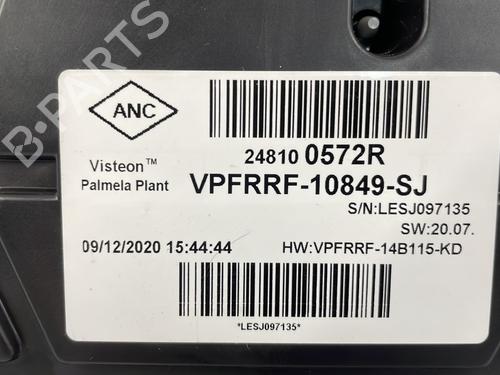 ANC
24810 0572R
Visteon™
Palmela Plant
VPFRRF-10849-SJ
S/N:LESJ097135
SW:20.07.
09/12/2020 15:44:44
HW:VPFRRF-14B115-KD
*LESJ097135*
B-PARTS